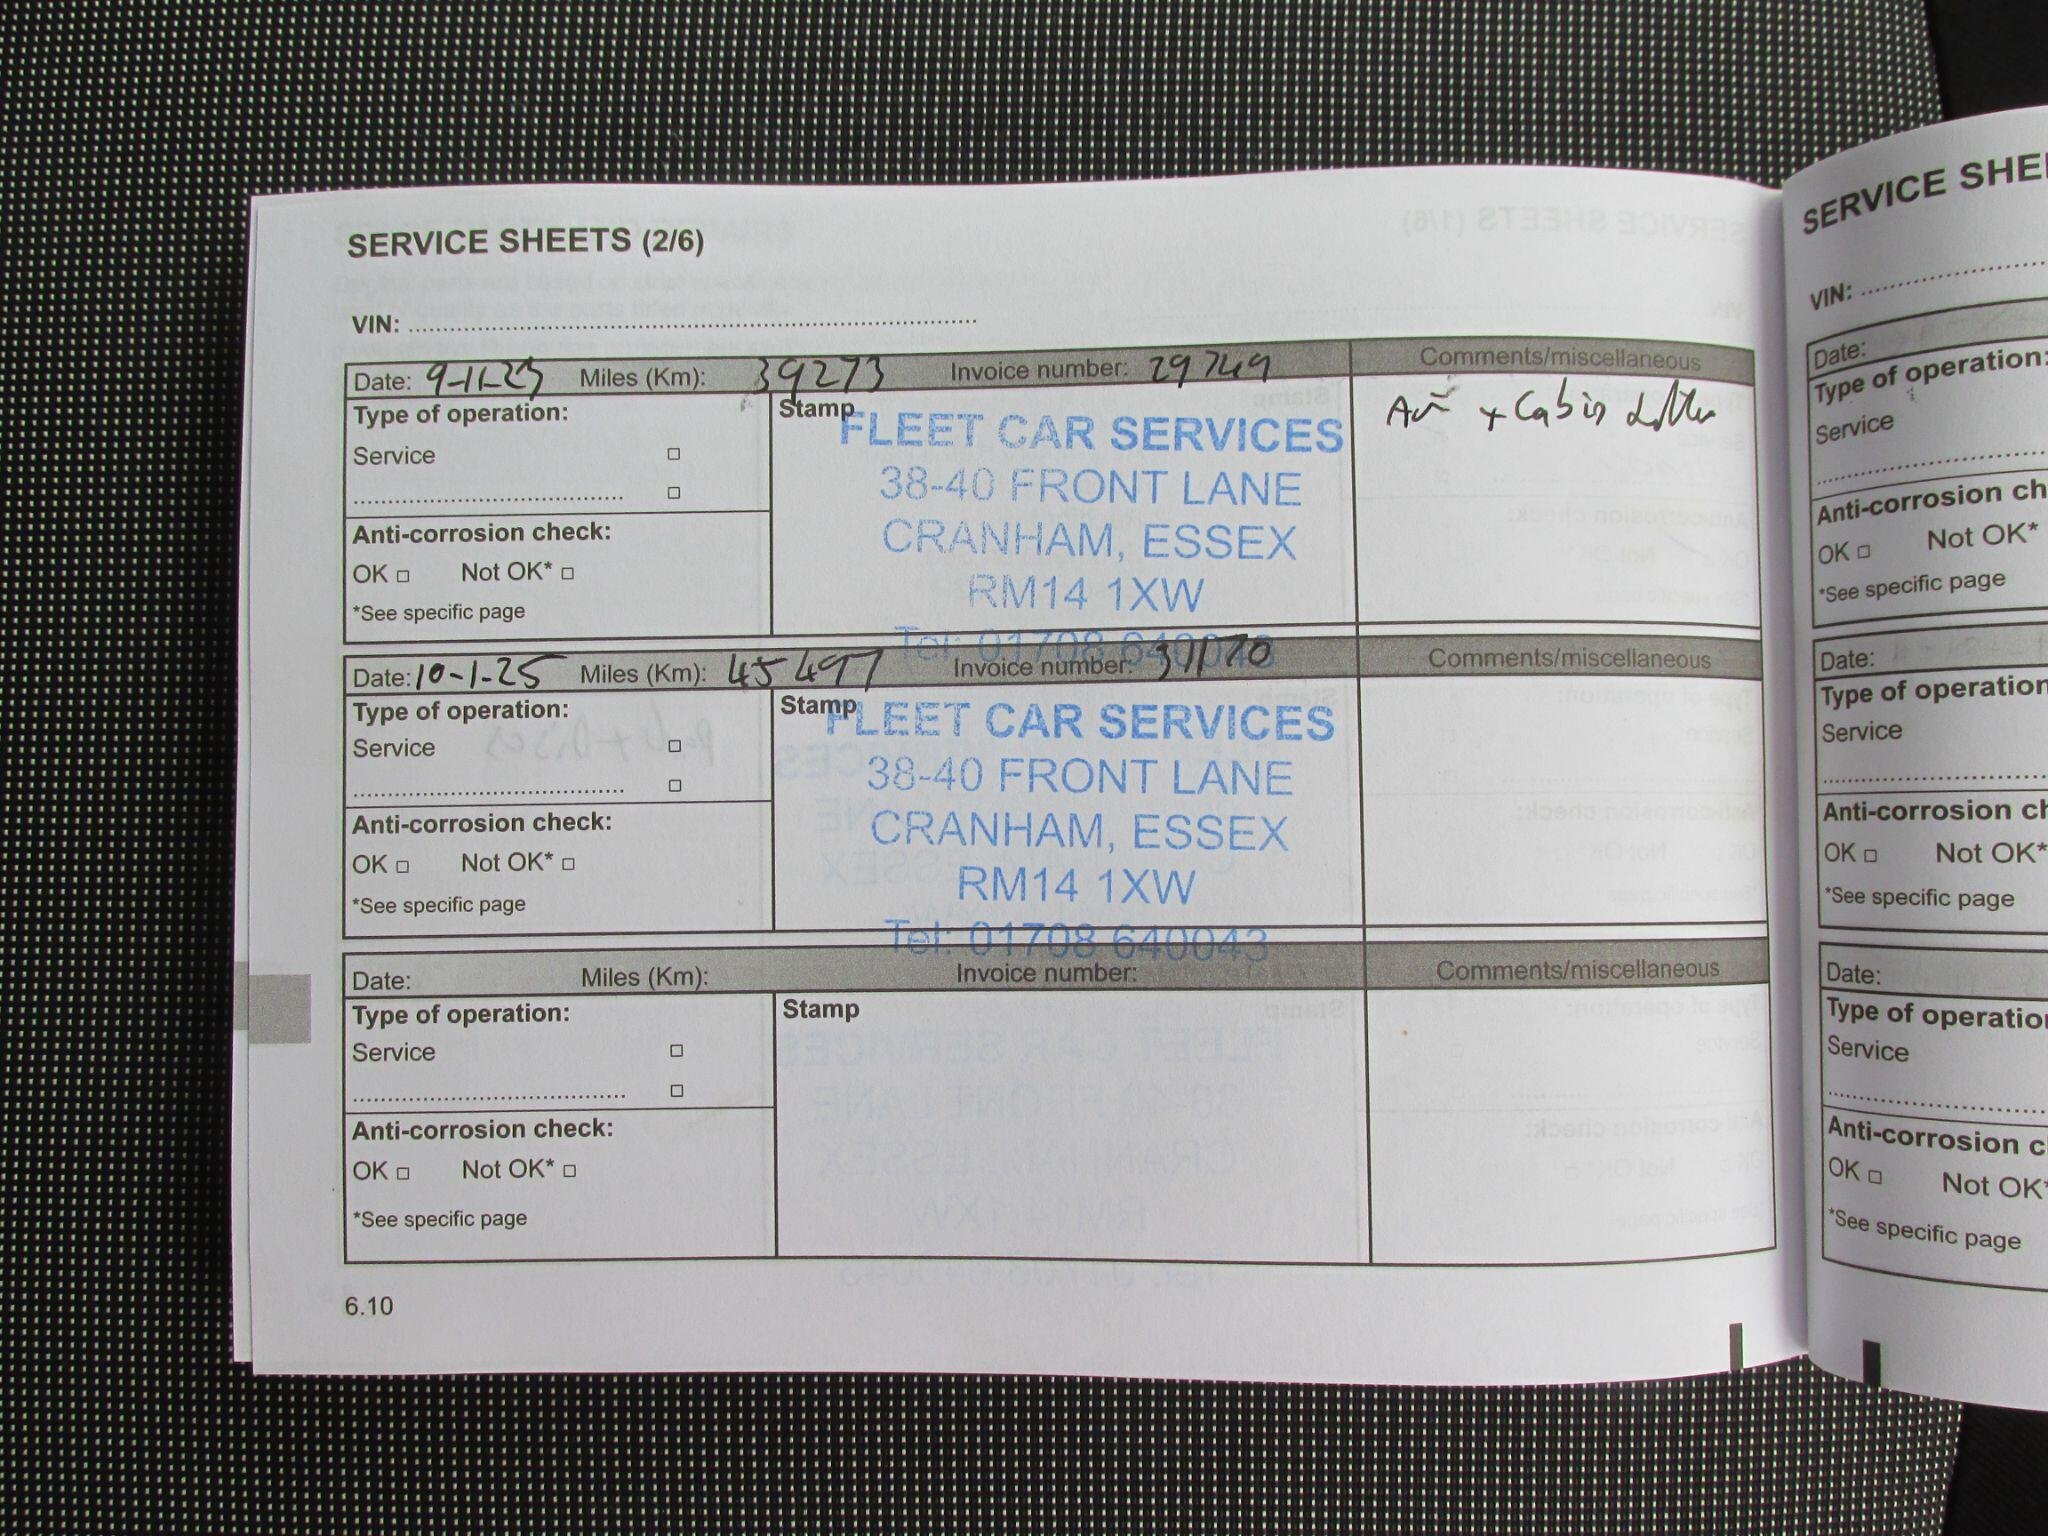 SERVICE SHEETS (2/6)
VIN:
Date: 9-11-23 Miles (Km): 39273 Invoice number: 29749 Comments/miscellaneous
Type of operation:
Stamp
Air + Cabin
Service
FLEET CAR SERVICES
38-40 FRONT LANE
CRANHAM, ESSEX
RM14 1XW
Tel: 01708 640043
Anti-corrosion check:
OK Not OK*
*See specific page
Date: 10-1-25 Miles (Km): 45497 Invoice number: Comments/miscellaneous
Type of operation:
Stamp
Service
FLEET CAR SERVICES
38-40 FRONT LANE
CRANHAM, ESSEX
RM14 1XW
Tel: 01708 640043
Anti-corrosion check:
OK Not OK*
*See specific page
Date: Miles (Km): Invoice number: Comments/miscellaneous
Type of operation:
Stamp
Service
Anti-corrosion check:
OK Not OK*
*See specific page
6.10
SERVICE SHE
VIN:
Date:
Type of operation:
Service
Anti-corrosion ch
OK Not OK*
*See specific page
Date:
Type of operation
Service
Anti-corrosion ch
OK Not OK*
*See specific page
Date:
Type of operatio
Service
Anti-corrosion c
OK Not OK*
*See specific page